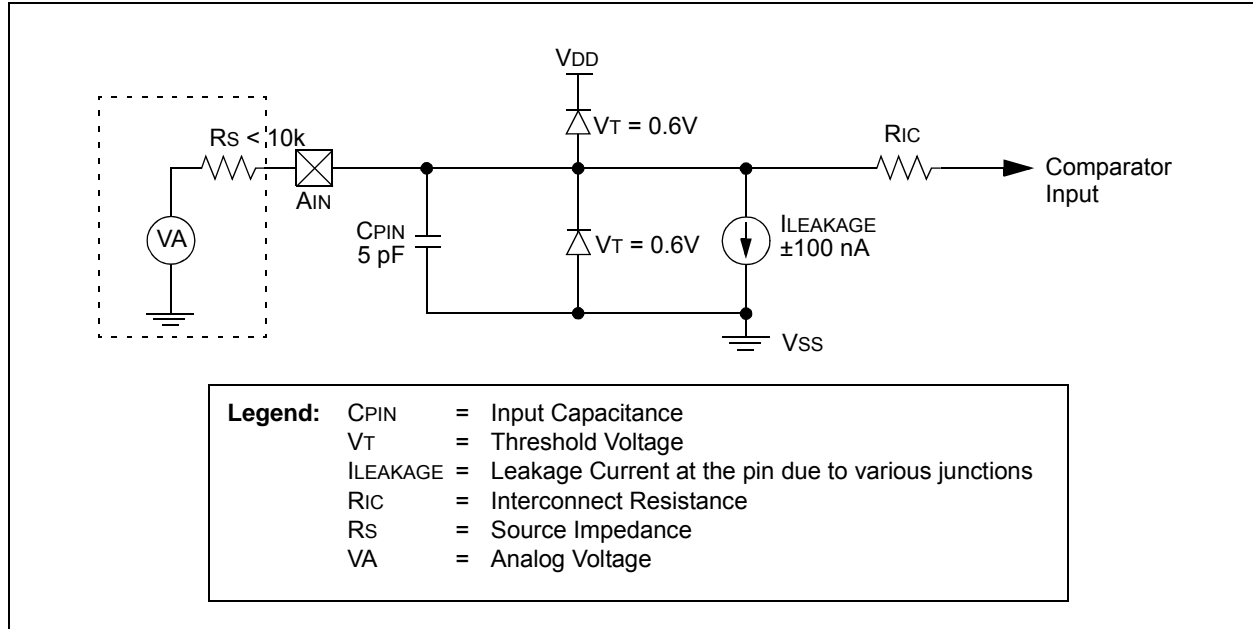 VDD
VT = 0.6V
RS < 10k
RIC
AIN
Comparator
Input
VA
CPIN
5 pF
VT = 0.6V
ILEAKAGE
±100 nA
VSS
Legend: CPIN = Input Capacitance
VT = Threshold Voltage
ILEAKAGE = Leakage Current at the pin due to various junctions
RIC = Interconnect Resistance
RS = Source Impedance
VA = Analog Voltage